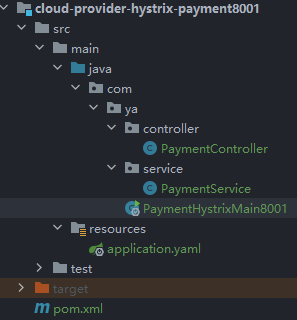 cloud-provider-hystrix-payment8001
src
main
java
com
ya
controller
PaymentController
service
PaymentService
PaymentHystrixMain8001
resources
application.yaml
test
target
pom.xml